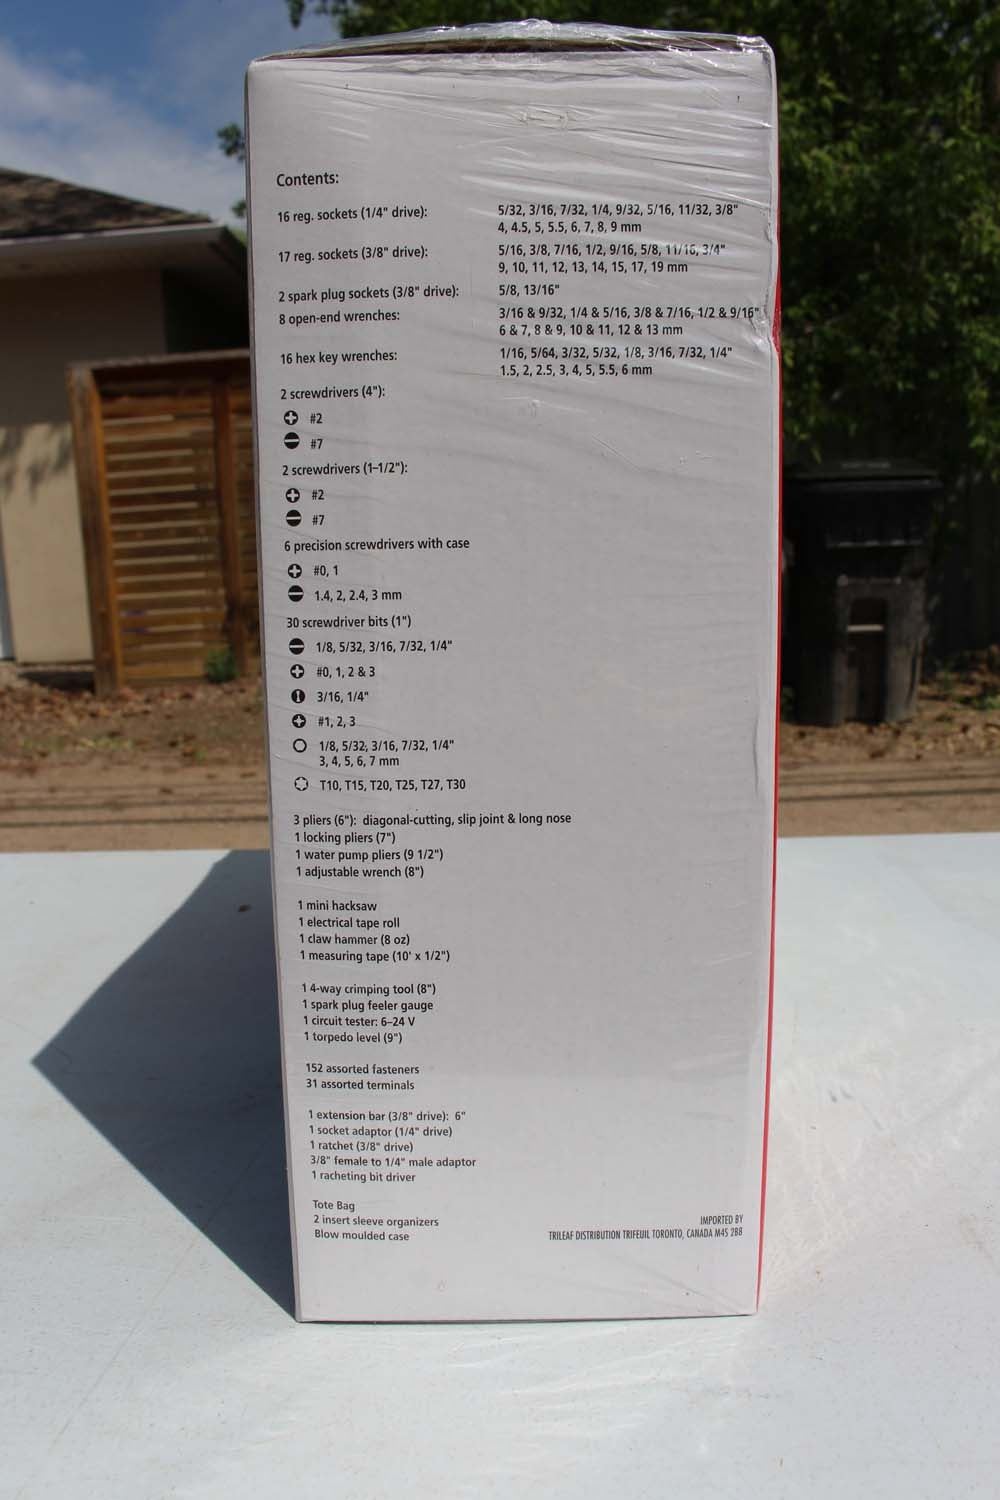 Contents:
16 reg. sockets (1/4" drive): 5/32, 3/16, 7/32, 1/4, 9/32, 5/16, 11/32, 3/8"
4, 4.5, 5, 5.5, 6, 7, 8, 9 mm
17 reg. sockets (3/8" drive): 5/16, 3/8, 7/16, 1/2, 9/16, 5/8, 11/16, 3/4"
9, 10, 11, 12, 13, 14, 15, 17, 19 mm
2 spark plug sockets (3/8" drive): 5/8, 13/16"
8 open-end wrenches: 3/16 & 9/32, 1/4 & 5/16, 3/8 & 7/16, 1/2 & 9/16"
6 & 7, 8 & 9, 10 & 11, 12 & 13 mm
16 hex key wrenches: 1/16, 5/64, 3/32, 5/32, 1/8, 3/16, 7/32, 1/4"
1.5, 2, 2.5, 3, 4, 5, 5.5, 6 mm
2 screwdrivers (4"):
#2
#7
2 screwdrivers (1–1/2"):
#2
#7
6 precision screwdrivers with case
#0, 1
1.4, 2, 2.4, 3 mm
30 screwdriver bits (1")
1/8, 5/32, 3/16, 7/32, 1/4"
#0, 1, 2 & 3
3/16, 1/4"
#1, 2, 3
1/8, 5/32, 3/16, 7/32, 1/4"
3, 4, 5, 6, 7 mm
T10, T15, T20, T25, T27, T30
3 pliers (6"): diagonal-cutting, slip joint & long nose
1 locking pliers (7")
1 water pump pliers (9 1/2")
1 adjustable wrench (8")
1 mini hacksaw
1 electrical tape roll
1 claw hammer (8 oz)
1 measuring tape (10' x 1/2")
1 4-way crimping tool (8")
1 spark plug feeler gauge
1 circuit tester: 6–24 V
1 torpedo level (9")
152 assorted fasteners
31 assorted terminals
1 extension bar (3/8" drive): 6"
1 socket adaptor (1/4" drive)
1 ratchet (3/8" drive)
3/8" female to 1/4" male adaptor
1 racheting bit driver
Tote Bag
2 insert sleeve organizers
Blow moulded case
IMPORTED BY
TRILEAF DISTRIBUTION TRIFEUIL TORONTO, CANADA M4S 2B8